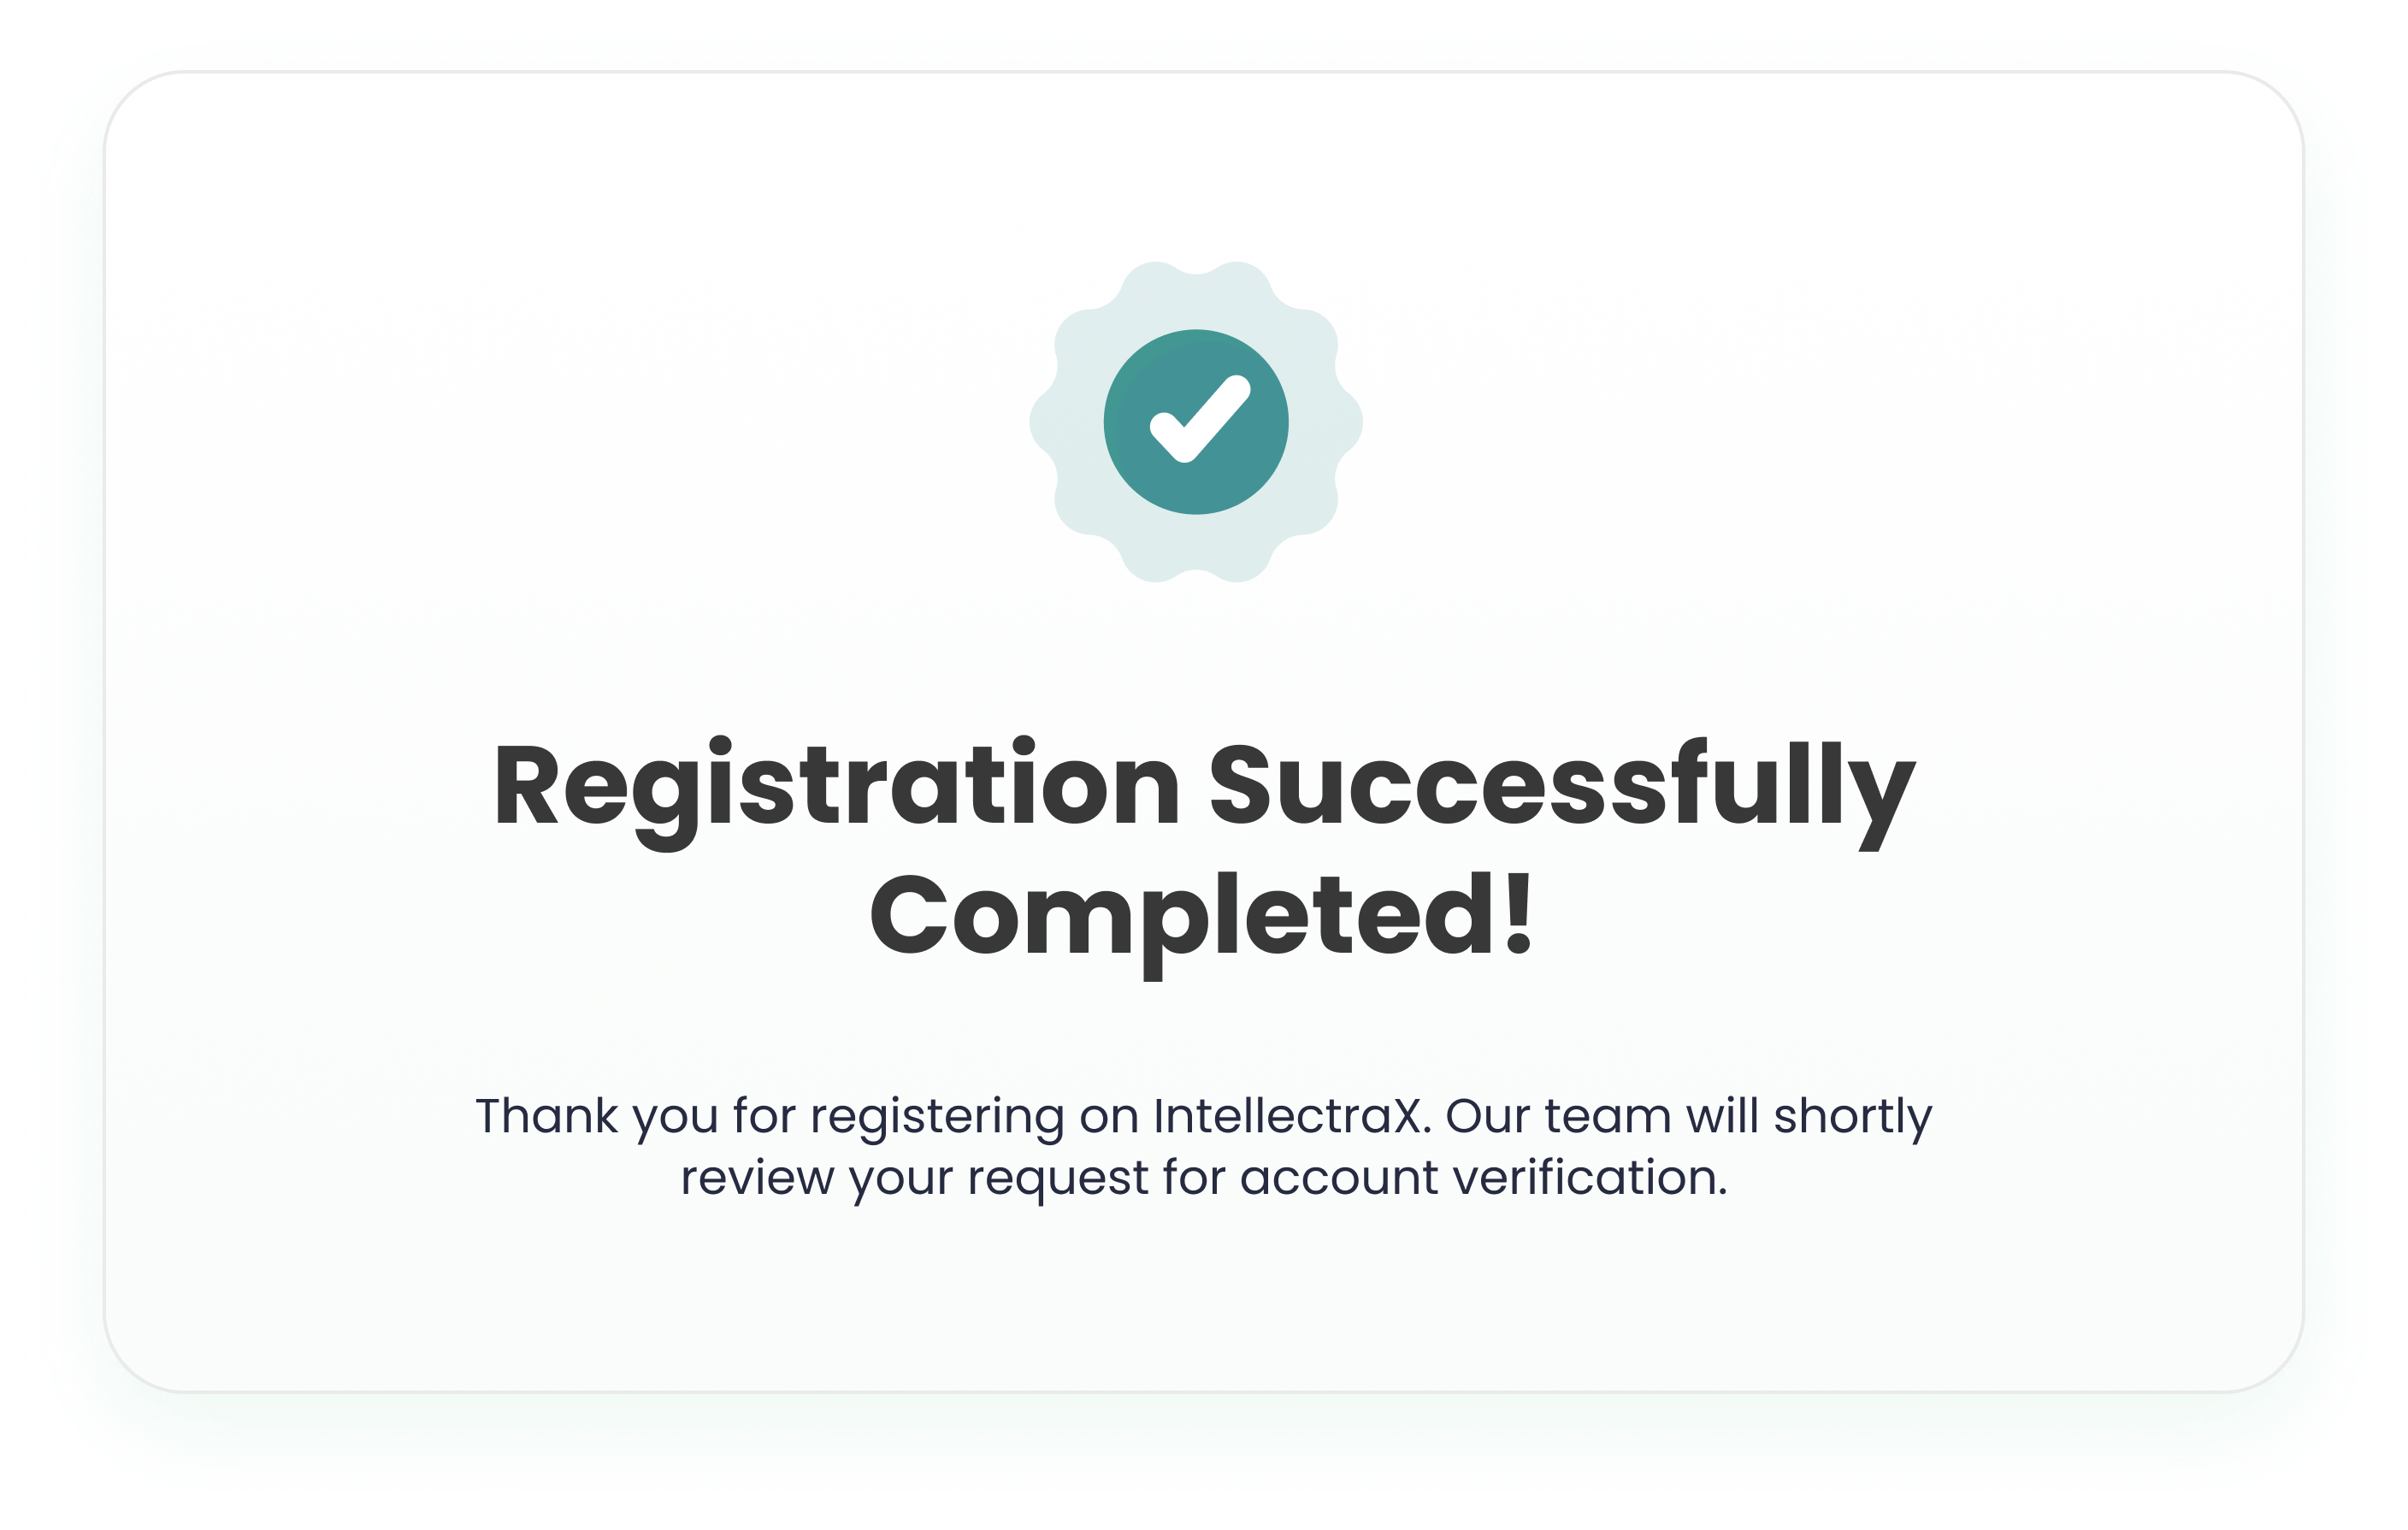 Registration Successfully
Completed!
Thank you for registering on IntellectraX. Our team will shortly
review your request for account verification.